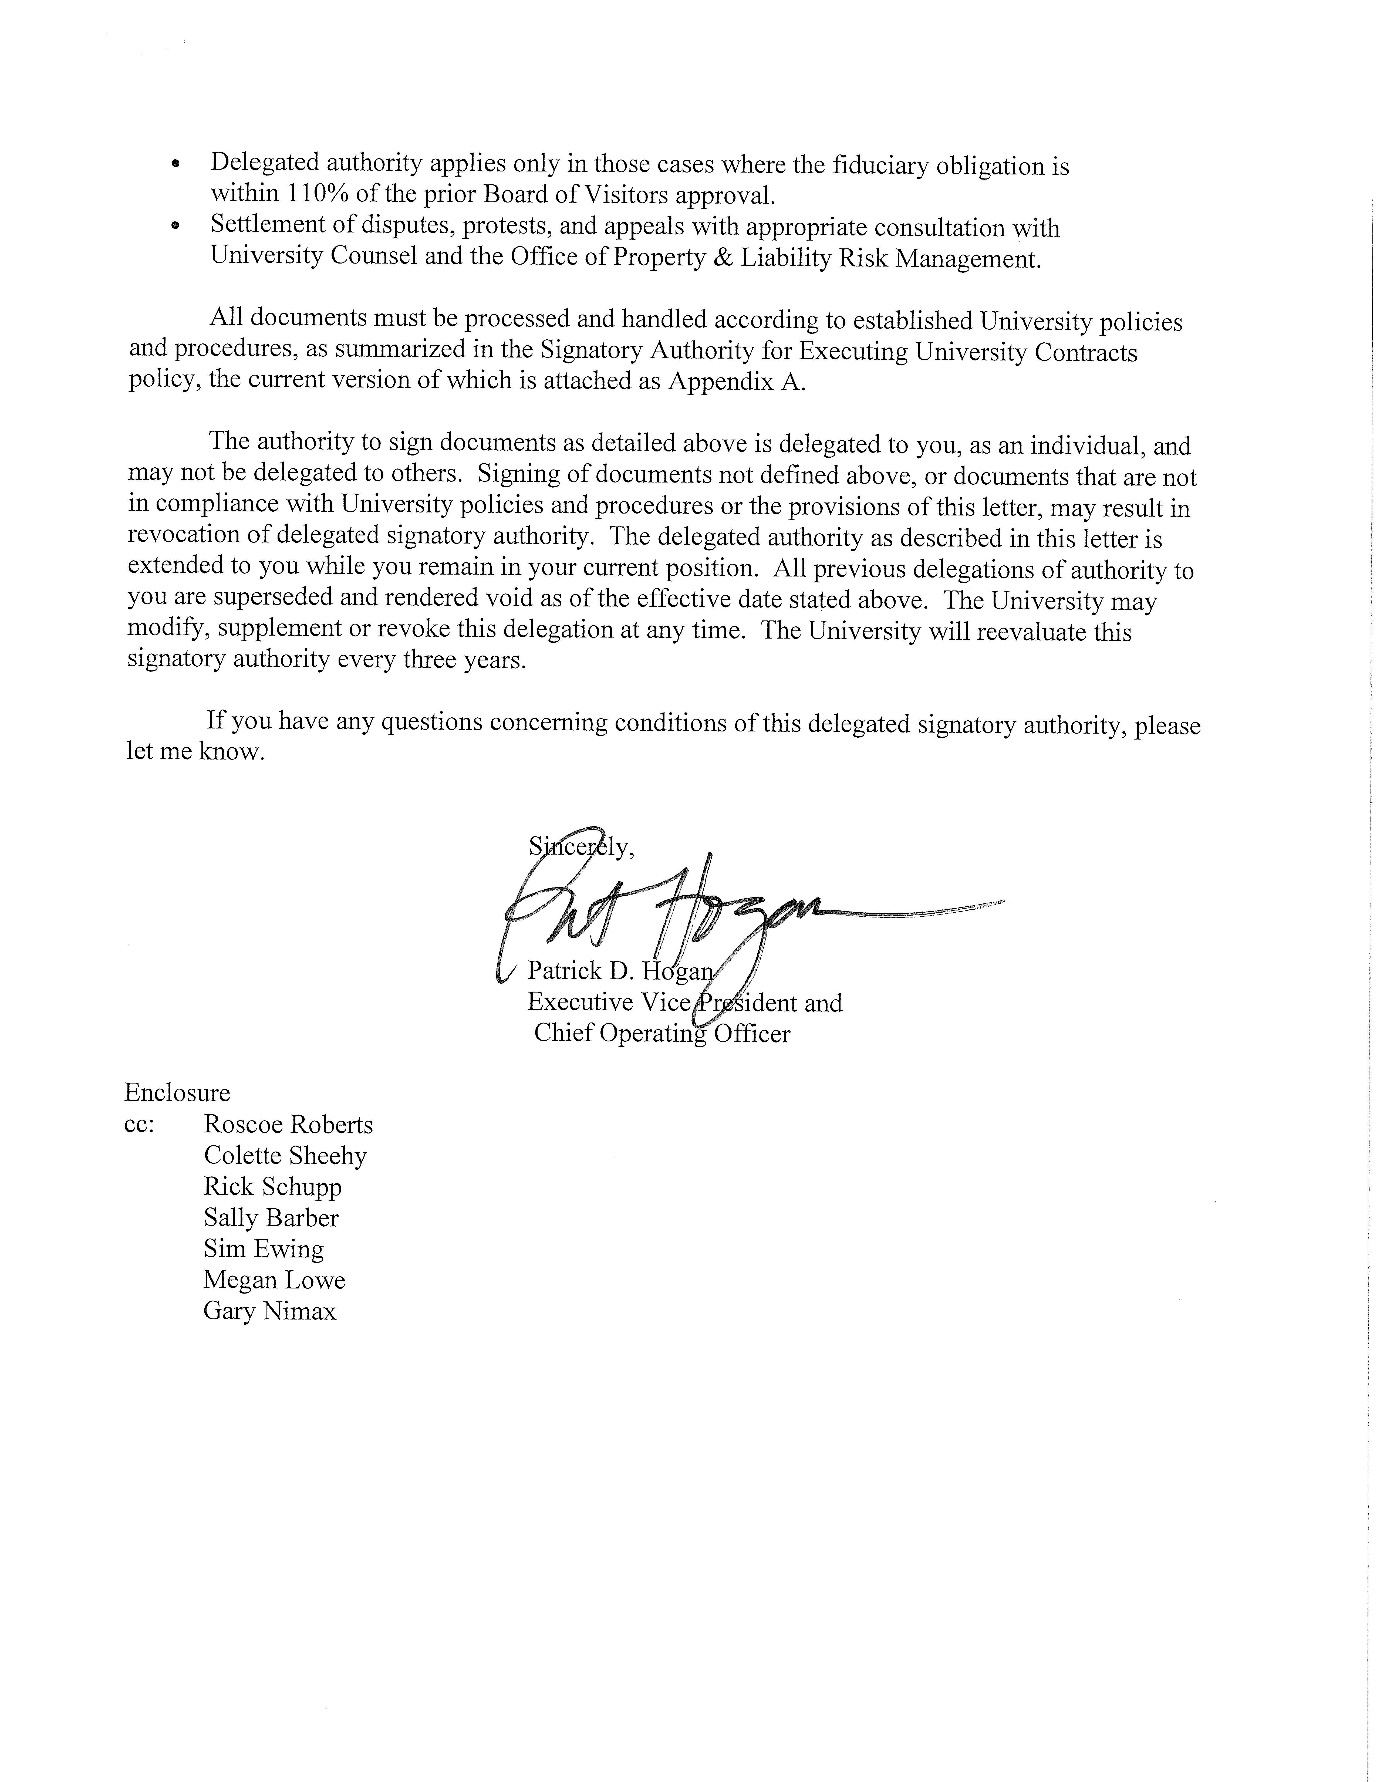 • Delegated authority applies only in those cases where the fiduciary obligation is
within 110% of the prior Board of Visitors approval.
• Settlement of disputes, protests, and appeals with appropriate consultation with
University Counsel and the Office of Property & Liability Risk Management.
All documents must be processed and handled according to established University policies
and procedures, as summarized in the Signatory Authority for Executing University Contracts
policy, the current version of which is attached as Appendix A.
The authority to sign documents as detailed above is delegated to you, as an individual, and
may not be delegated to others. Signing of documents not defined above, or documents that are not
in compliance with University policies and procedures or the provisions of this letter, may result in
revocation of delegated signatory authority. The delegated authority as described in this letter is
extended to you while you remain in your current position. All previous delegations of authority to
you are superseded and rendered void as of the effective date stated above. The University may
modify, supplement or revoke this delegation at any time. The University will reevaluate this
signatory authority every three years.
If you have any questions concerning conditions of this delegated signatory authority, please
let me know.
Sincerely,
Pat Hogan
Patrick D. Hogan
Executive Vice President and
Chief Operating Officer
Enclosure
cc: Roscoe Roberts
Colette Sheehy
Rick Schupp
Sally Barber
Sim Ewing
Megan Lowe
Gary Nimax